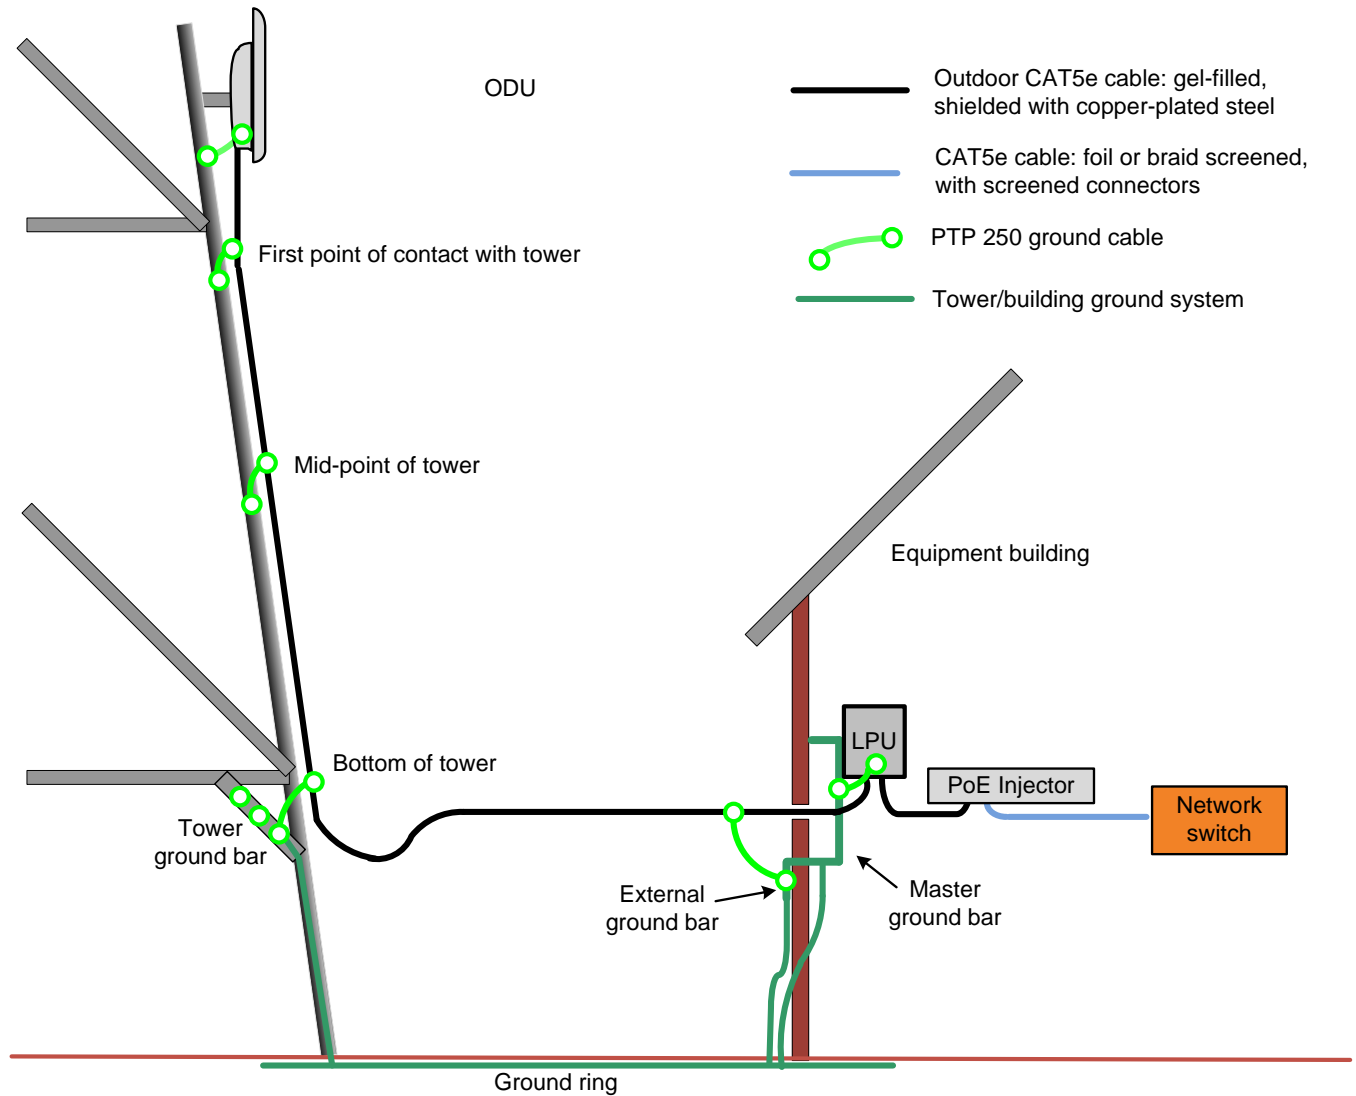 ODU
Outdoor CAT5e cable: gel-filled,
shielded with copper-plated steel
CAT5e cable: foil or braid screened,
with screened connectors
PTP 250 ground cable
Tower/building ground system
First point of contact with tower
Mid-point of tower
Equipment building
Bottom of tower
Tower
ground bar
LPU
PoE Injector
Network
switch
External
ground bar
Master
ground bar
Ground ring